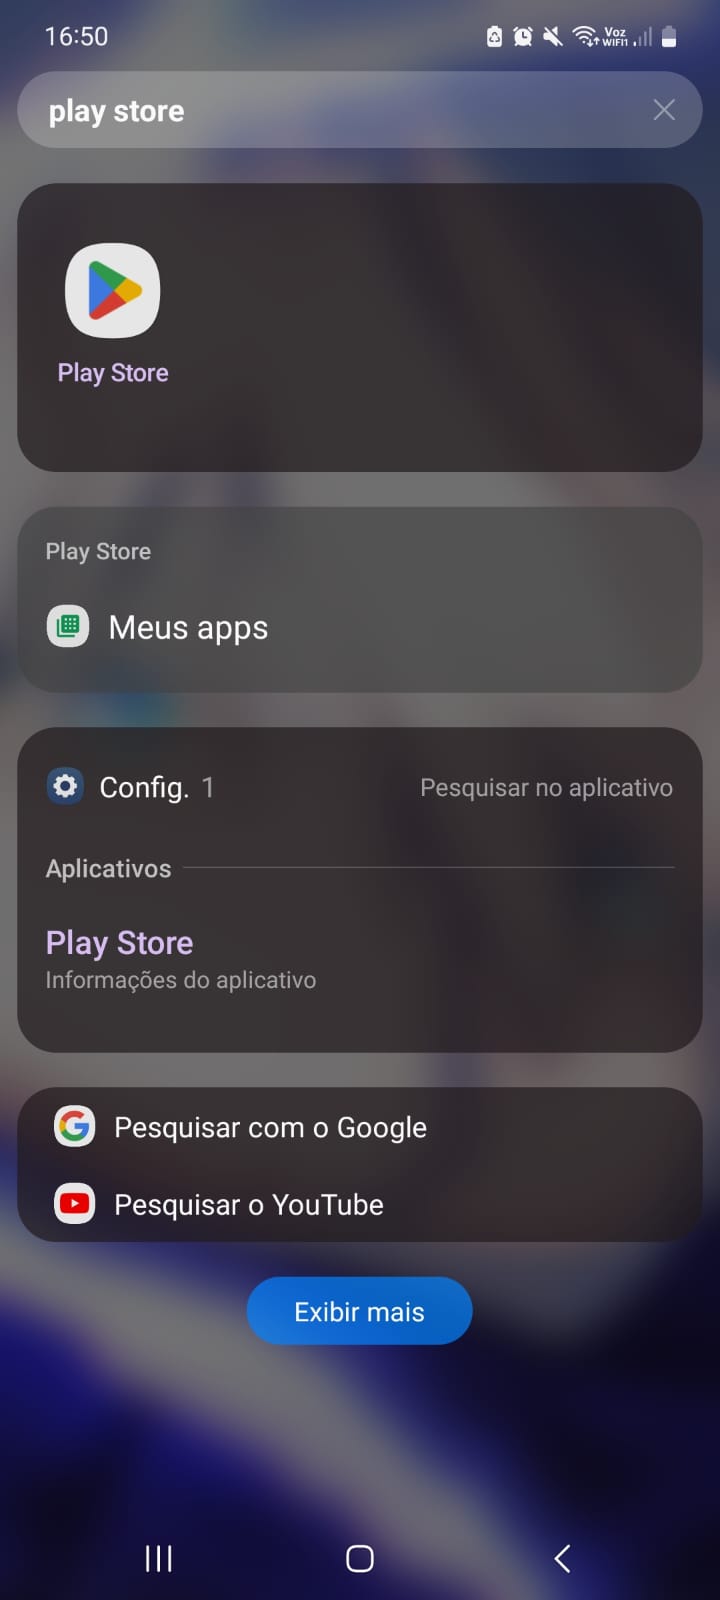 16:50
Voz
WiFi1
play store
Play Store
Play Store
Meus apps
Config. 1
Pesquisar no aplicativo
Aplicativos
Play Store
Informações do aplicativo
Pesquisar com o Google
Pesquisar o YouTube
Exibir mais